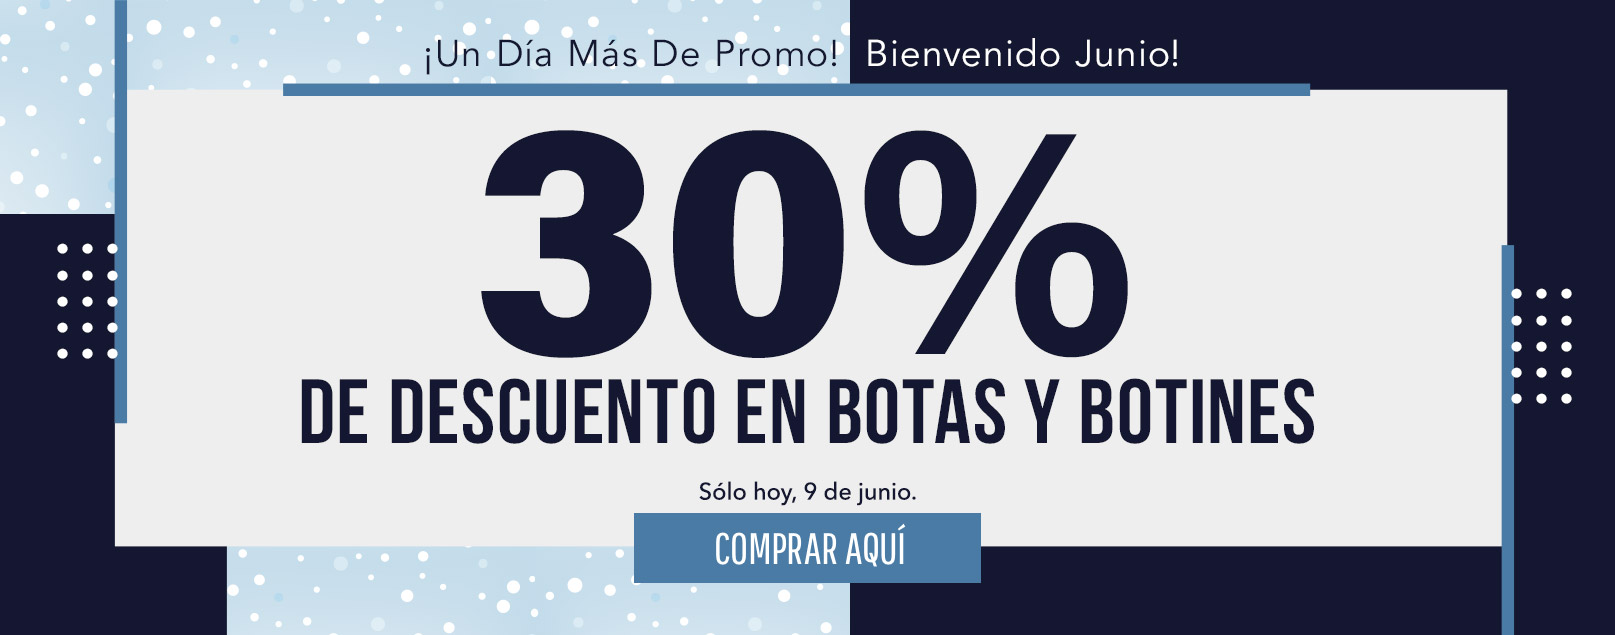 ¡Un Día Más De Promo! Bienvenido Junio!
30%
DE DESCUENTO EN BOTAS Y BOTINES
Sólo hoy, 9 de junio.
COMPRAR AQUÍ